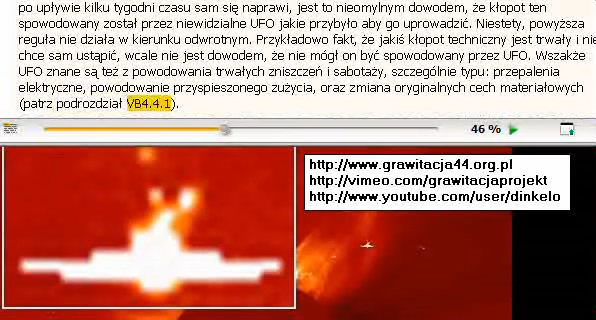 po upływie kilku tygodni czasu sam się naprawi, jest to nieomylnym dowodem, że kłopot ten
spowodowany został przez niewidzialne UFO jakie przybyło aby go uprowadzić. Niestety, powyższa
reguła nie działa w kierunku odwrotnym. Przykładowo fakt, że jakiś kłopot techniczny jest trwały i nie
chce sam ustąpić, wcale nie jest dowodem, że nie mógł on być spowodowany przez UFO. Wszakże
UFO znane są też z powodowania trwałych zniszczeń i sabotaży, szczególnie typu: przepalenia
elektryczne, powodowanie przyspieszonego zużycia, oraz zmiana oryginalnych cech materiałowych
(patrz podrozdział VB4.4.1).
46 %
http://www.grawitacja44.org.pl
http://vimeo.com/grawitacjaprojekt
http://www.youtube.com/user/dinkelo